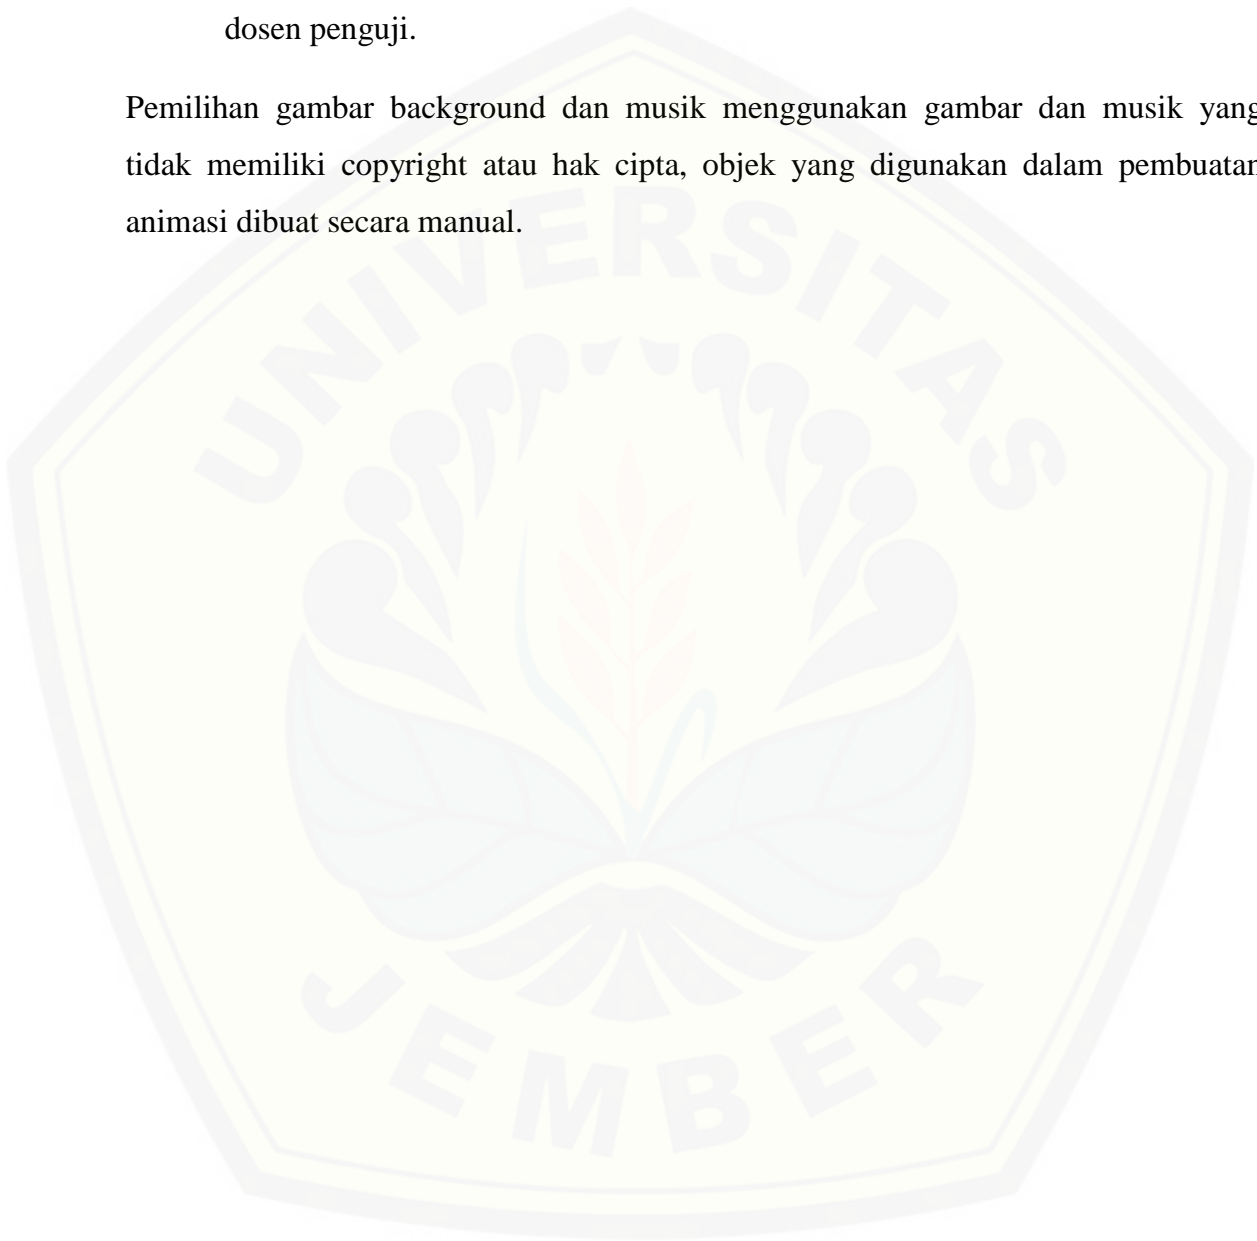 dosen penguji.
Pemilihan gambar background dan musik menggunakan gambar dan musik yang
tidak memiliki copyright atau hak cipta, objek yang digunakan dalam pembuatan
animasi dibuat secara manual.
UNIVERSITAS
JEMBER